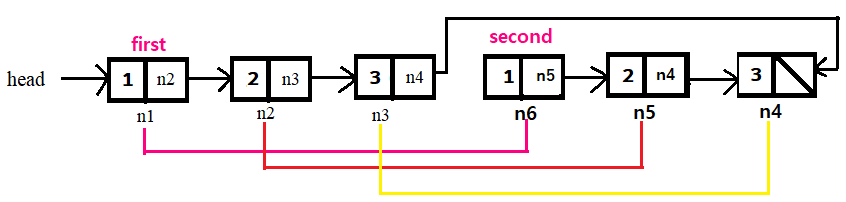 first
second
head
1 n2
2 n3
3 n4
1 n5
2 n4
3
n1
n2
n3
n6
n5
n4